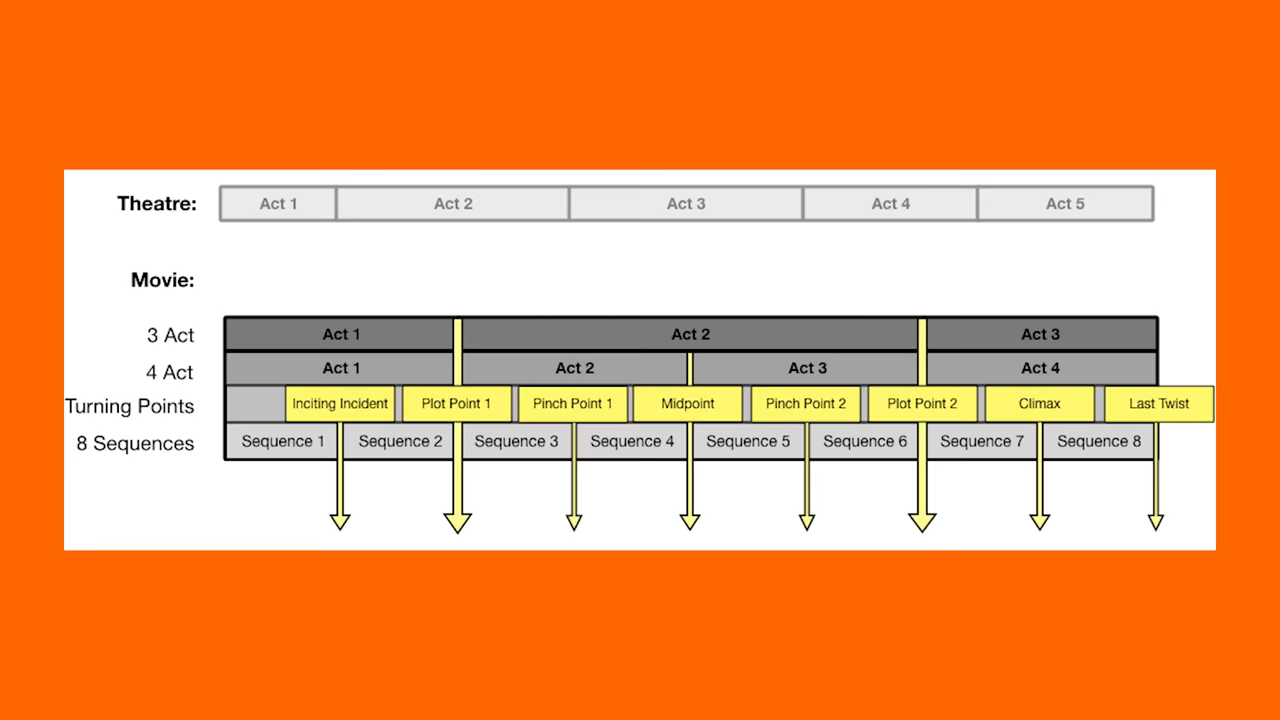 Theatre: Act 1 Act 2 Act 3 Act 4 Act 5
Movie:
3 Act Act 1 Act 2 Act 3
4 Act Act 1 Act 2 Act 3 Act 4
Turning Points Inciting Incident Plot Point 1 Pinch Point 1 Midpoint Pinch Point 2 Plot Point 2 Climax Last Twist
8 Sequences Sequence 1 Sequence 2 Sequence 3 Sequence 4 Sequence 5 Sequence 6 Sequence 7 Sequence 8